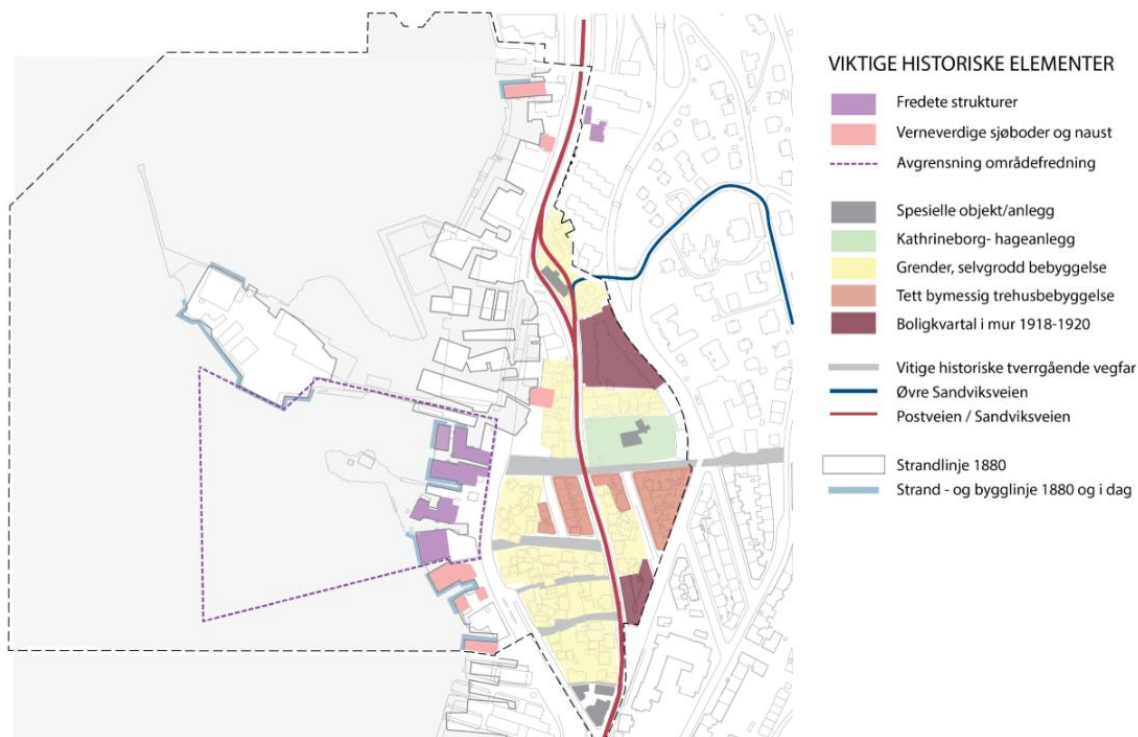 VIKTIGE HISTORISKE ELEMENTER
Fredete strukturer
Verneverdige sjøboder og naust
Avgrensning områdefredning
Spesielle objekt/anlegg
Kathrineborg- hageanlegg
Grender, selvgrodd bebyggelse
Tett bymessig trehusbebyggelse
Boligkvartal i mur 1918-1920
Vitige historiske tverrgående vegfar
Øvre Sandviksveien
Postveien / Sandviksveien
Strandlinje 1880
Strand - og bygglinje 1880 og i dag